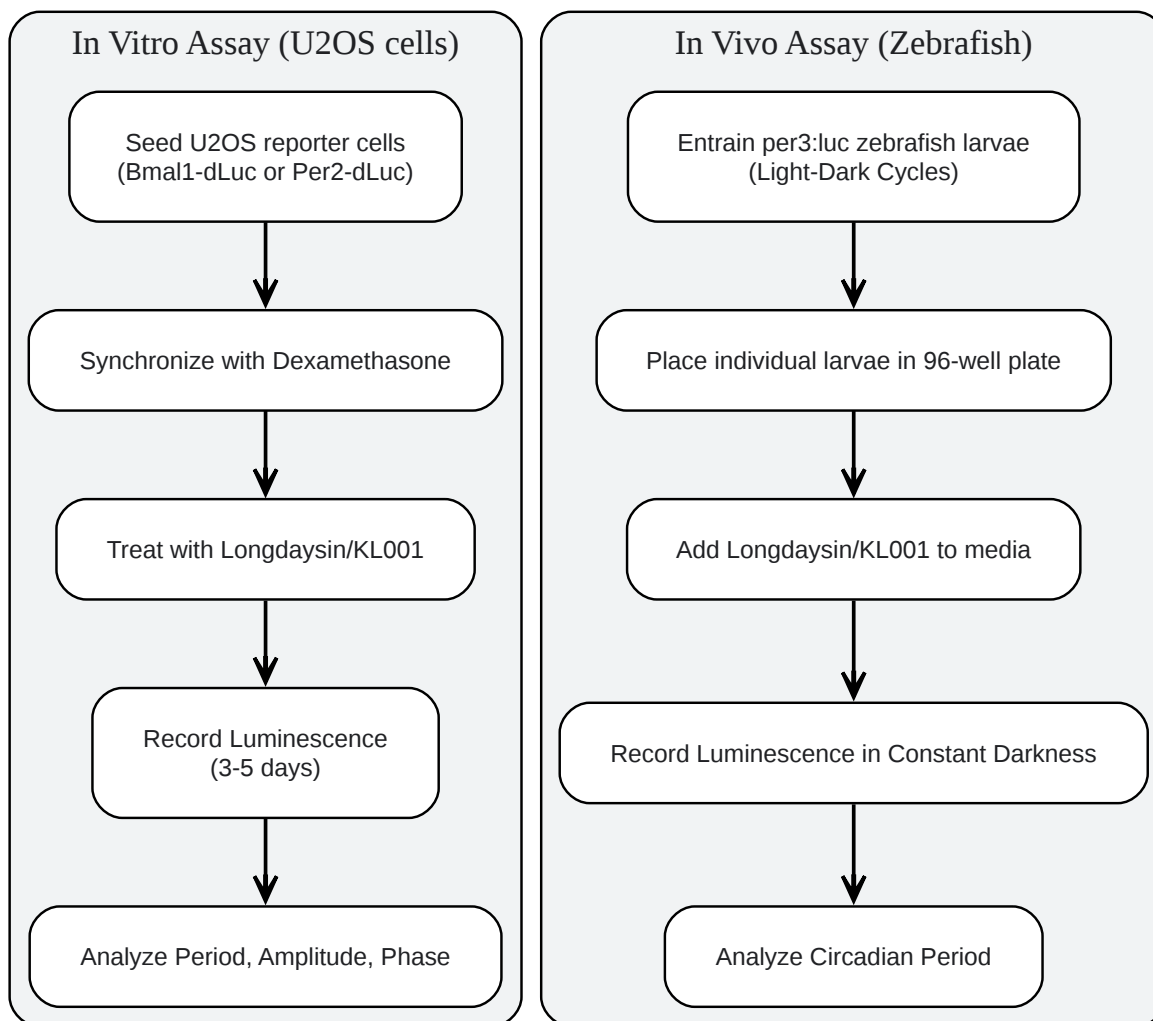 In Vitro Assay (U2OS cells)
Seed U2OS reporter cells
(Bmal1-dLuc or Per2-dLuc)
Synchronize with Dexamethasone
Treat with Longdaysin/KL001
Record Luminescence
(3-5 days)
Analyze Period, Amplitude, Phase
In Vivo Assay (Zebrafish)
Entrain per3:luc zebrafish larvae
(Light-Dark Cycles)
Place individual larvae in 96-well plate
Add Longdaysin/KL001 to media
Record Luminescence in Constant Darkness
Analyze Circadian Period